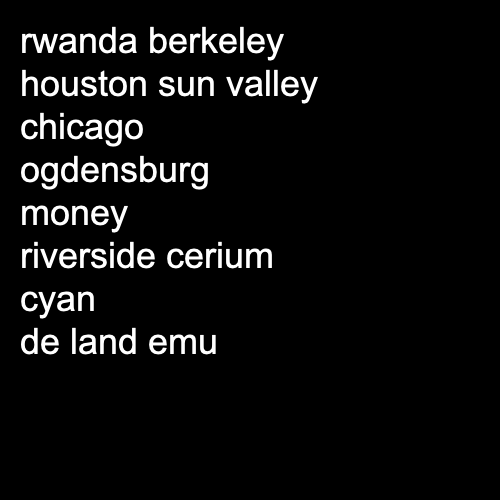 rwanda berkeley
houston sun valley
chicago
ogdensburg
money
riverside cerium
cyan
de land emu